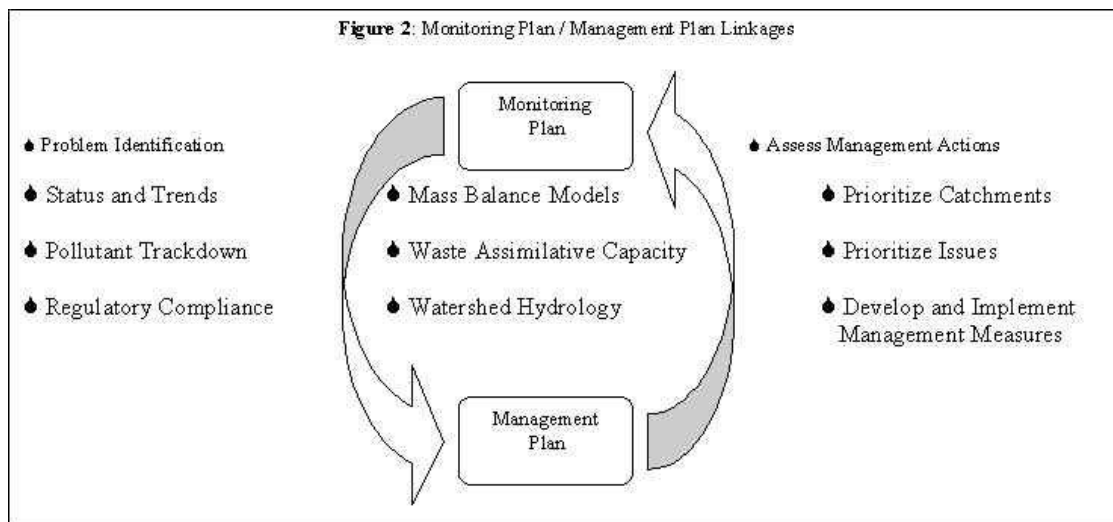 Figure 2: Monitoring Plan / Management Plan Linkages
Monitoring
Plan
Problem Identification
Status and Trends
Pollutant Trackdown
Regulatory Compliance
Mass Balance Models
Waste Assimilative Capacity
Watershed Hydrology
Assess Management Actions
Prioritize Catchments
Prioritize Issues
Develop and Implement
Management Measures
Management
Plan